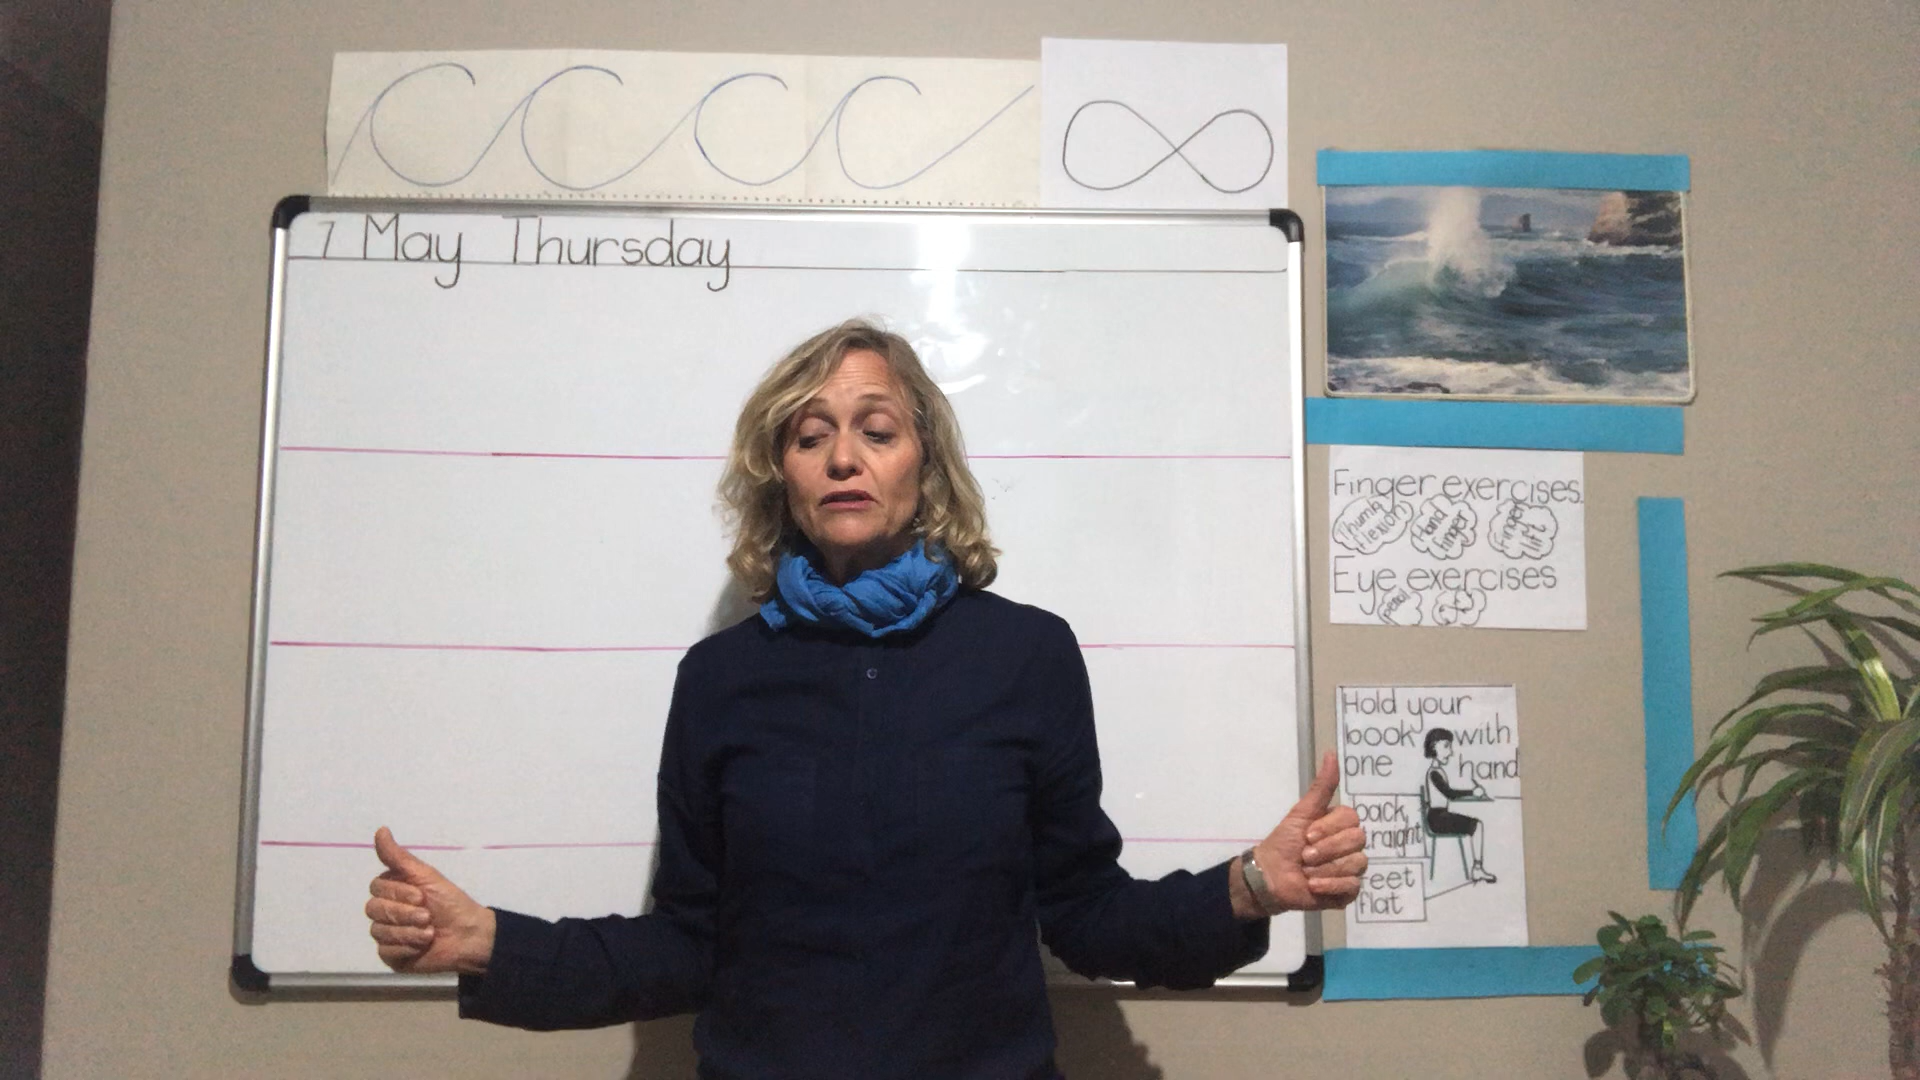 7 May Thursday
Finger exercises.
Thumb flexion
Hand finger
Finger lift
Eye exercises
pencil
Hold your
book with
one hand
back
straight
feet
flat